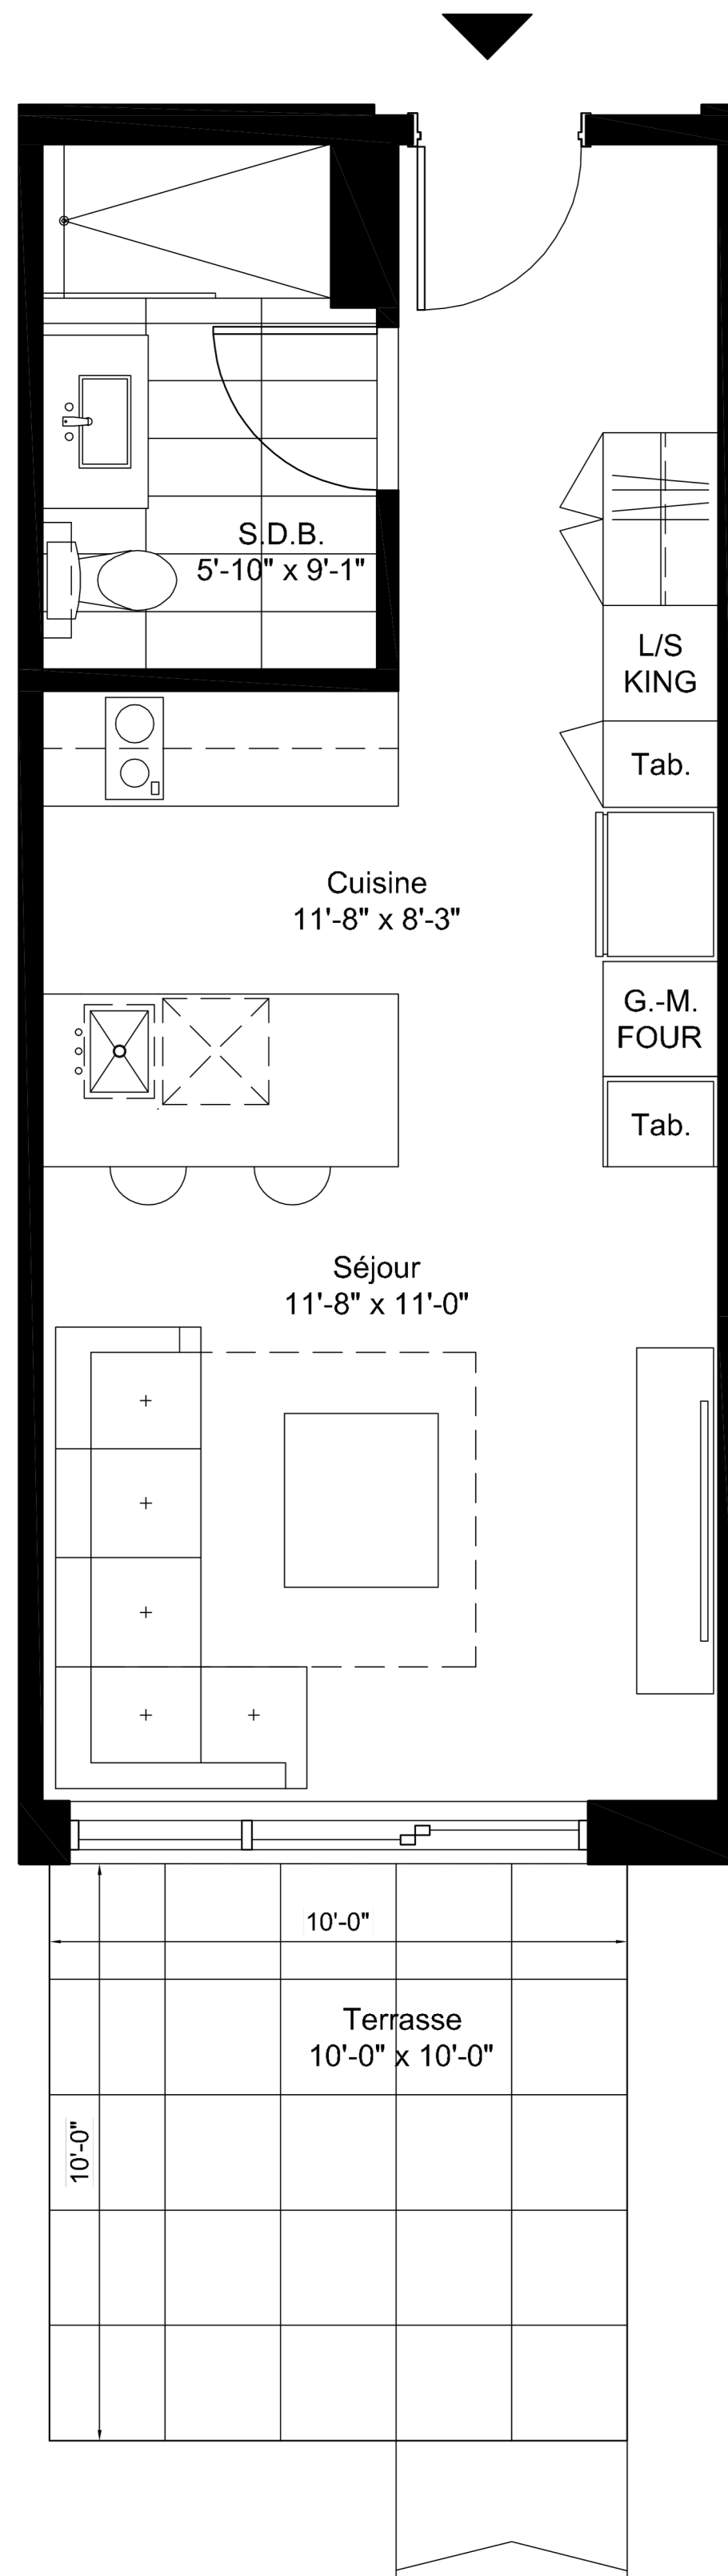 S.D.B.
5'-10" x 9'-1"
L/S
KING
Tab.
Cuisine
11'-8" x 8'-3"
G.-M.
FOUR
Tab.
Séjour
11'-8" x 11'-0"
10'-0"
Terrasse
10'-0" x 10'-0"
10'-0"